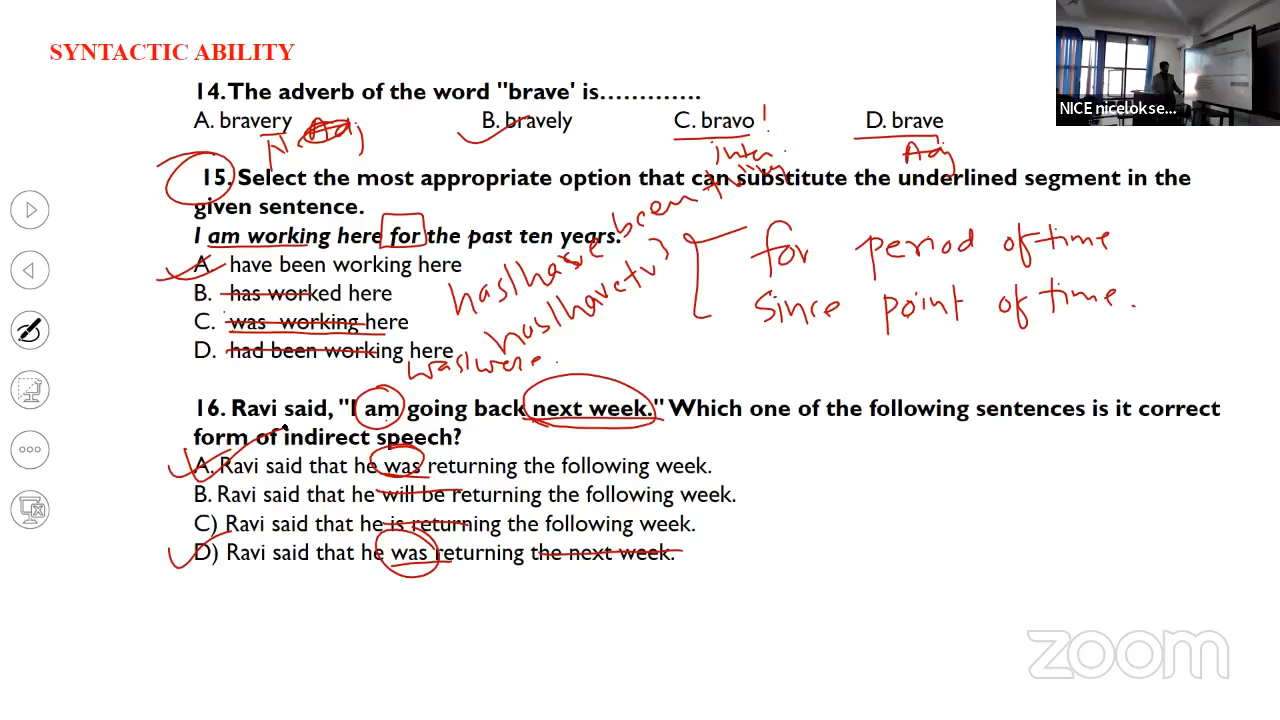 SYNTACTIC ABILITY
NICE nicelokse...
14.The adverb of the word "brave' is.............
A. bravery B. bravely C. bravo ! D. brave
N Adj inter Adj
15. Select the most appropriate option that can substitute the underlined segment in the
given sentence.
I am working here for the past ten years.
A. have been working here
B. has worked here
C. was working here
D. had been working here
has/have been
has/have + v3
was/were.
for period of time
since point of time.
16. Ravi said, "I am going back next week." Which one of the following sentences is it correct
form of indirect speech?
A. Ravi said that he was returning the following week.
B. Ravi said that he will be returning the following week.
C) Ravi said that he is returning the following week.
D) Ravi said that he was returning the next week.
zoom